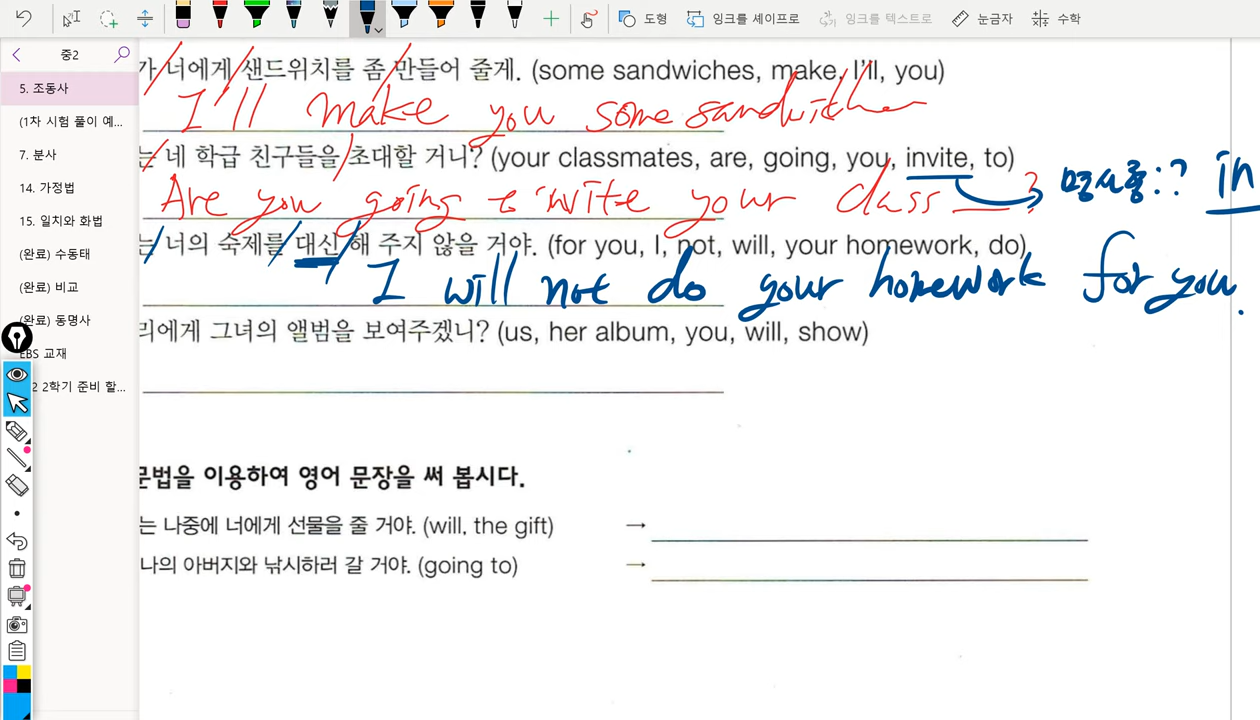 도형 잉크를 셰이프로 잉크를 텍스트로 눈금자 수학
중2
5. 조동사
(1차 시험 풀이 예...
7. 분사
14. 가정법
15. 일치와 화법
(완료) 수동태
(완료) 비교
(완료) 동명사
EBS 교재
2 2학기 준비 할...
가 너에게 샌드위치를 좀 만들어 줄게. (some sandwiches, make, I'll, you)
I'll make you some
는 네 학급 친구들을 초대할 거니? (your classmates, are, going, you, invite, to)
Are you going to invite your class ?
명사형:? in
는 너의 숙제를 대신 해 주지 않을 거야. (for you, I, not, will, your homework, do)
I will not do your homework for you.
리에게 그녀의 앨범을 보여주겠니? (us, her album, you, will, show)
문법을 이용하여 영어 문장을 써 봅시다.
는 나중에 너에게 선물을 줄 거야. (will, the gift) →
나의 아버지와 낚시하러 갈 거야. (going to) →